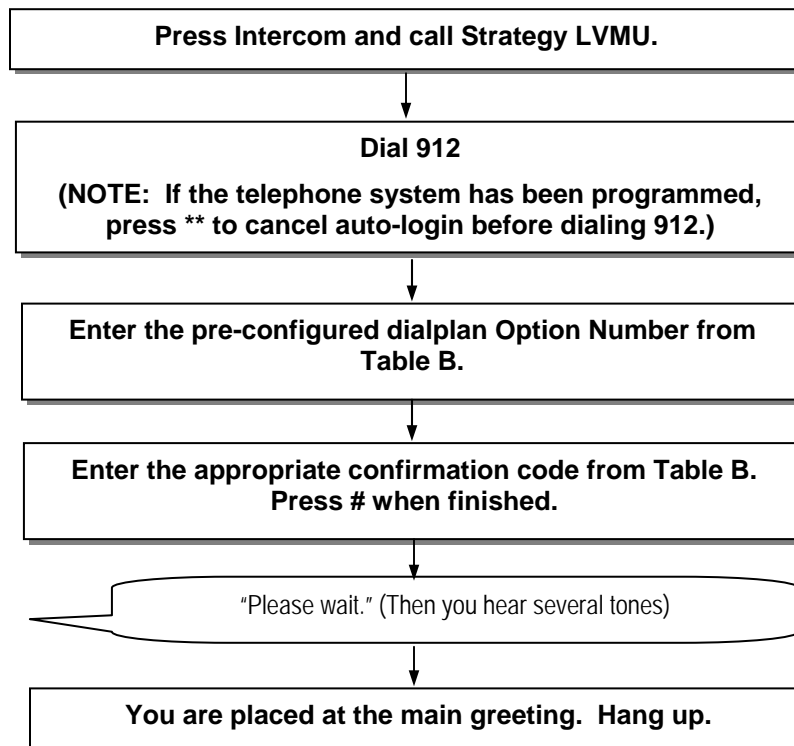 Press Intercom and call Strategy LVMU.
Dial 912
(NOTE: If the telephone system has been programmed,
press ** to cancel auto-login before dialing 912.)
Enter the pre-configured dialplan Option Number from
Table B.
Enter the appropriate confirmation code from Table B.
Press # when finished.
“Please wait.” (Then you hear several tones)
You are placed at the main greeting. Hang up.